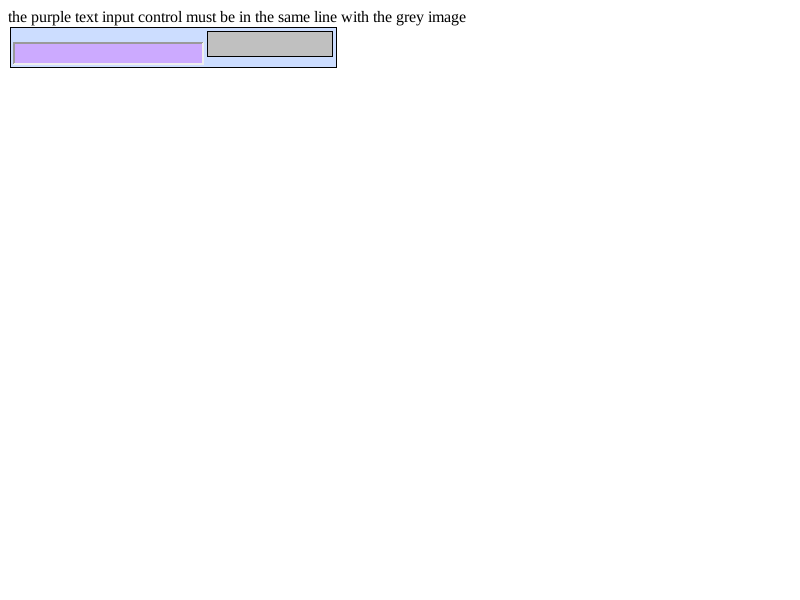 the purple text input control must be in the same line with the grey image